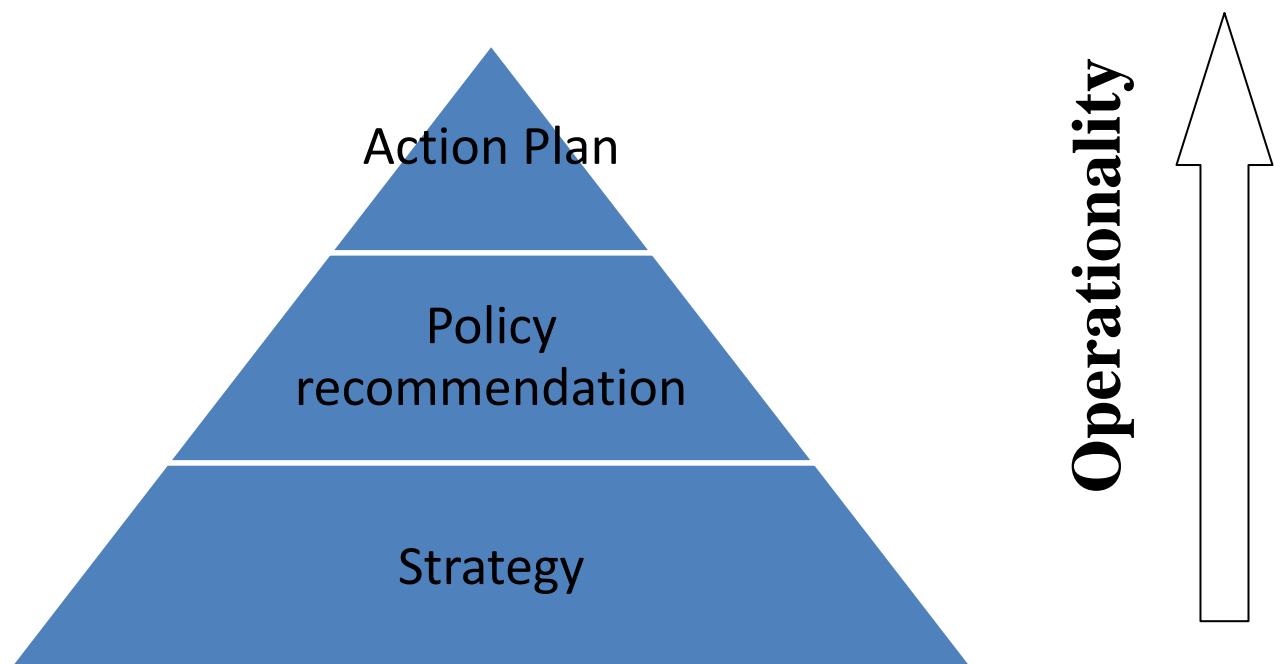 Action Plan
Policy
recommendation
Strategy
Operationality